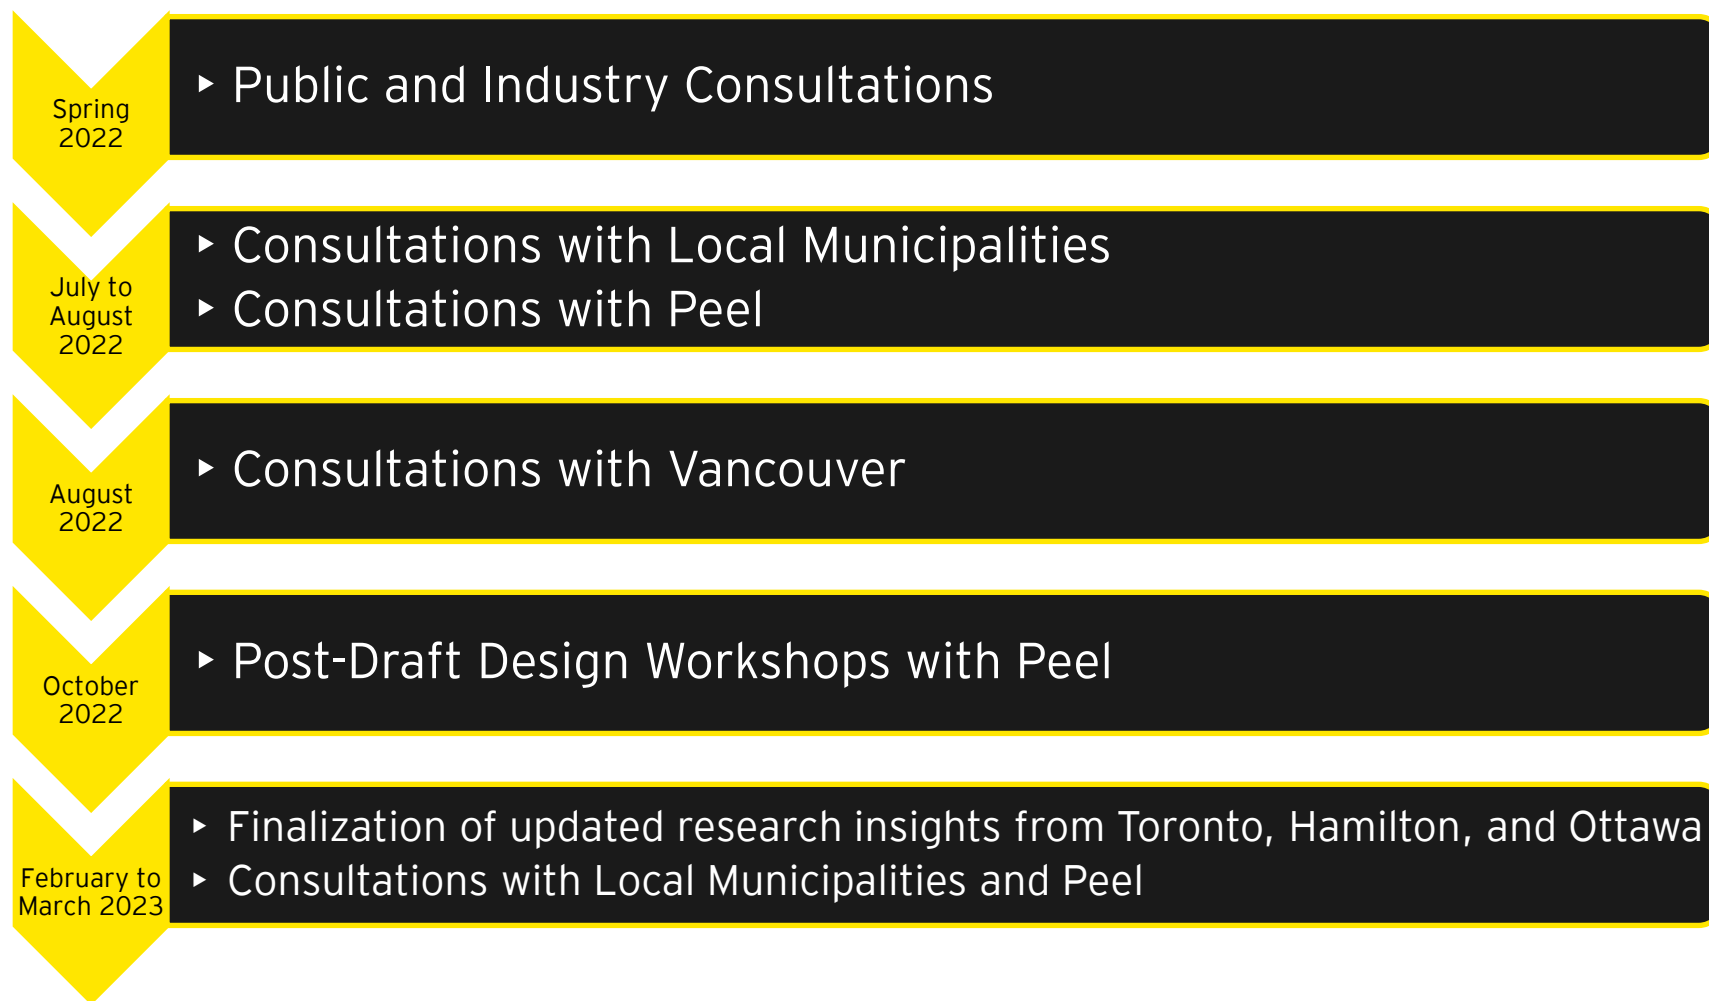 Spring
2022
▸ Public and Industry Consultations
July to
August
2022
▸ Consultations with Local Municipalities
▸ Consultations with Peel
August
2022
▸ Consultations with Vancouver
October
2022
▸ Post-Draft Design Workshops with Peel
February to
March 2023
▸ Finalization of updated research insights from Toronto, Hamilton, and Ottawa
▸ Consultations with Local Municipalities and Peel